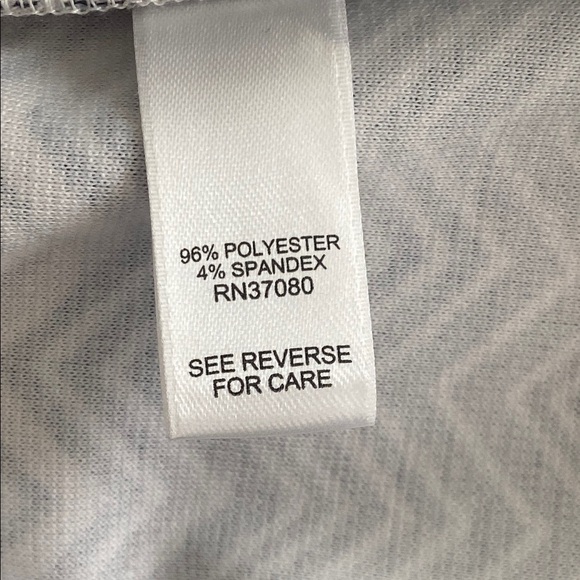 96% POLYESTER
4% SPANDEX
RN37080
SEE REVERSE
FOR CARE